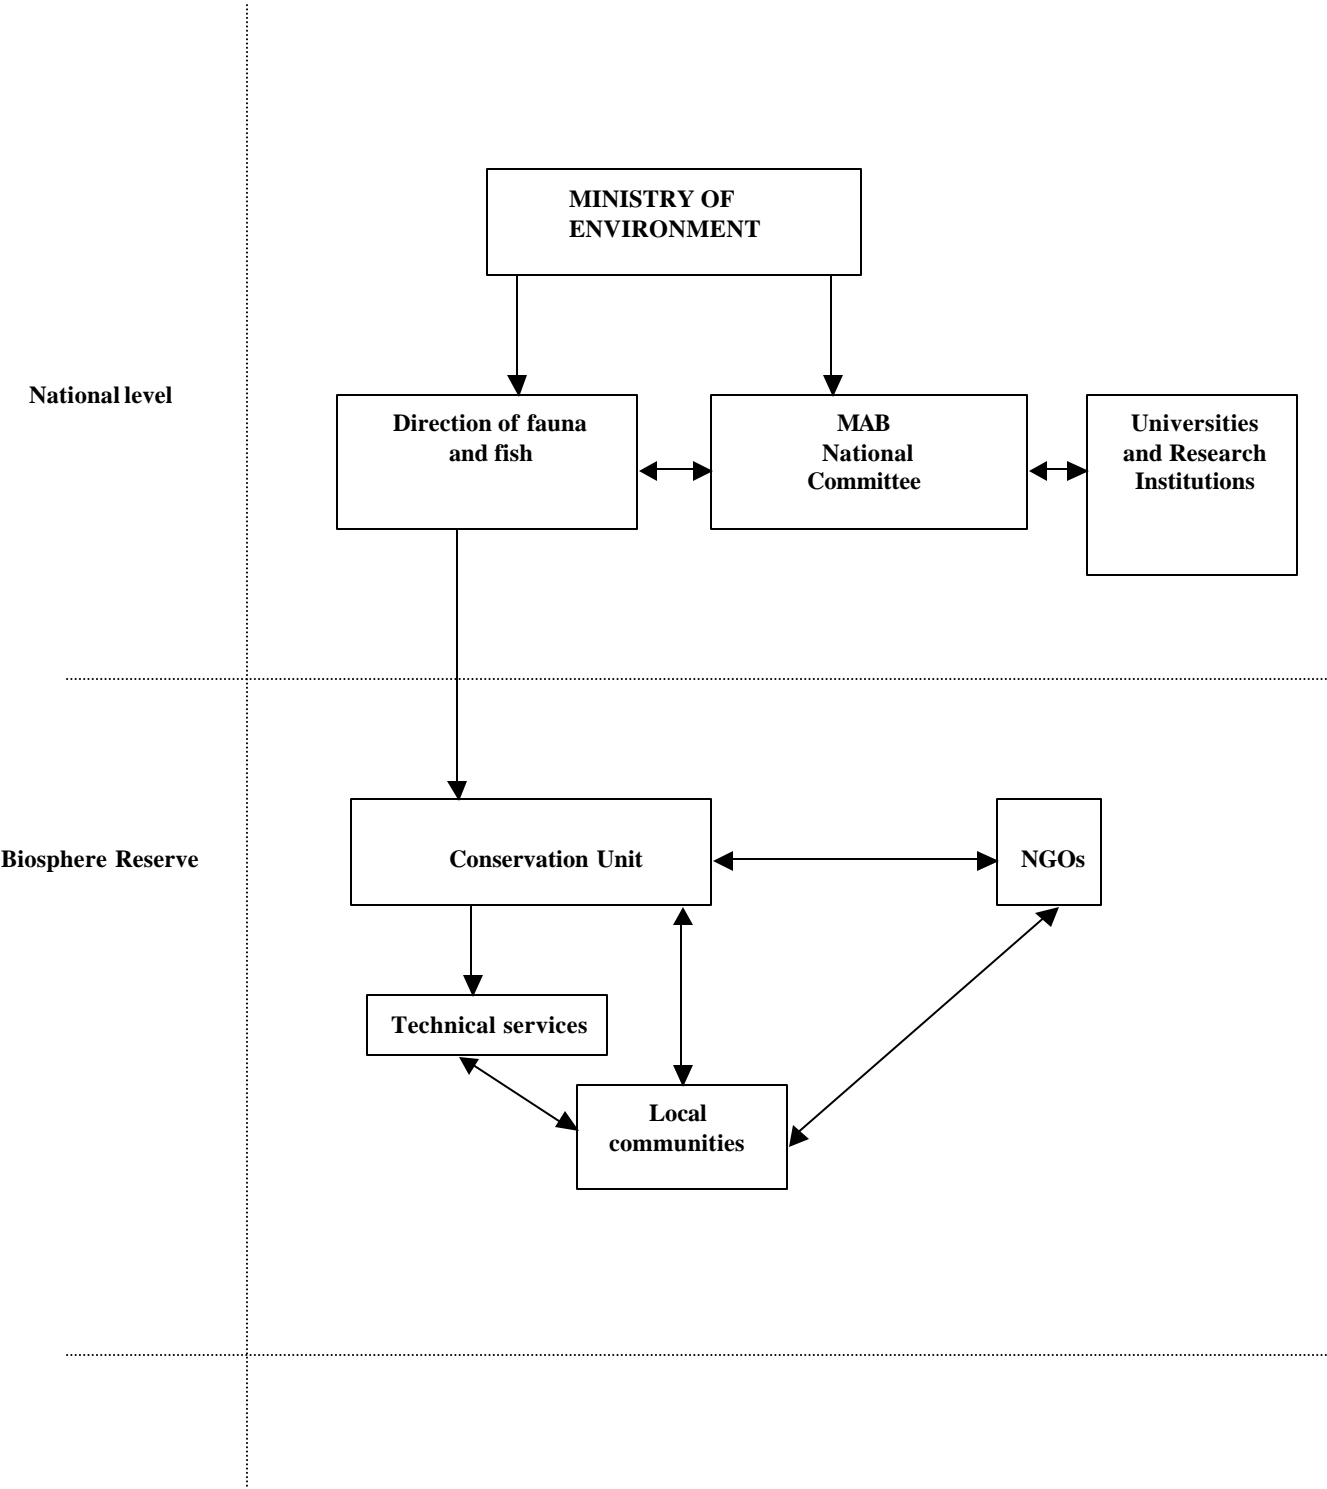 MINISTRY OF
ENVIRONMENT
National level
Direction of fauna
and fish
MAB
National
Committee
Universities
and Research
Institutions
Biosphere Reserve
Conservation Unit
NGOs
Technical services
Local
communities